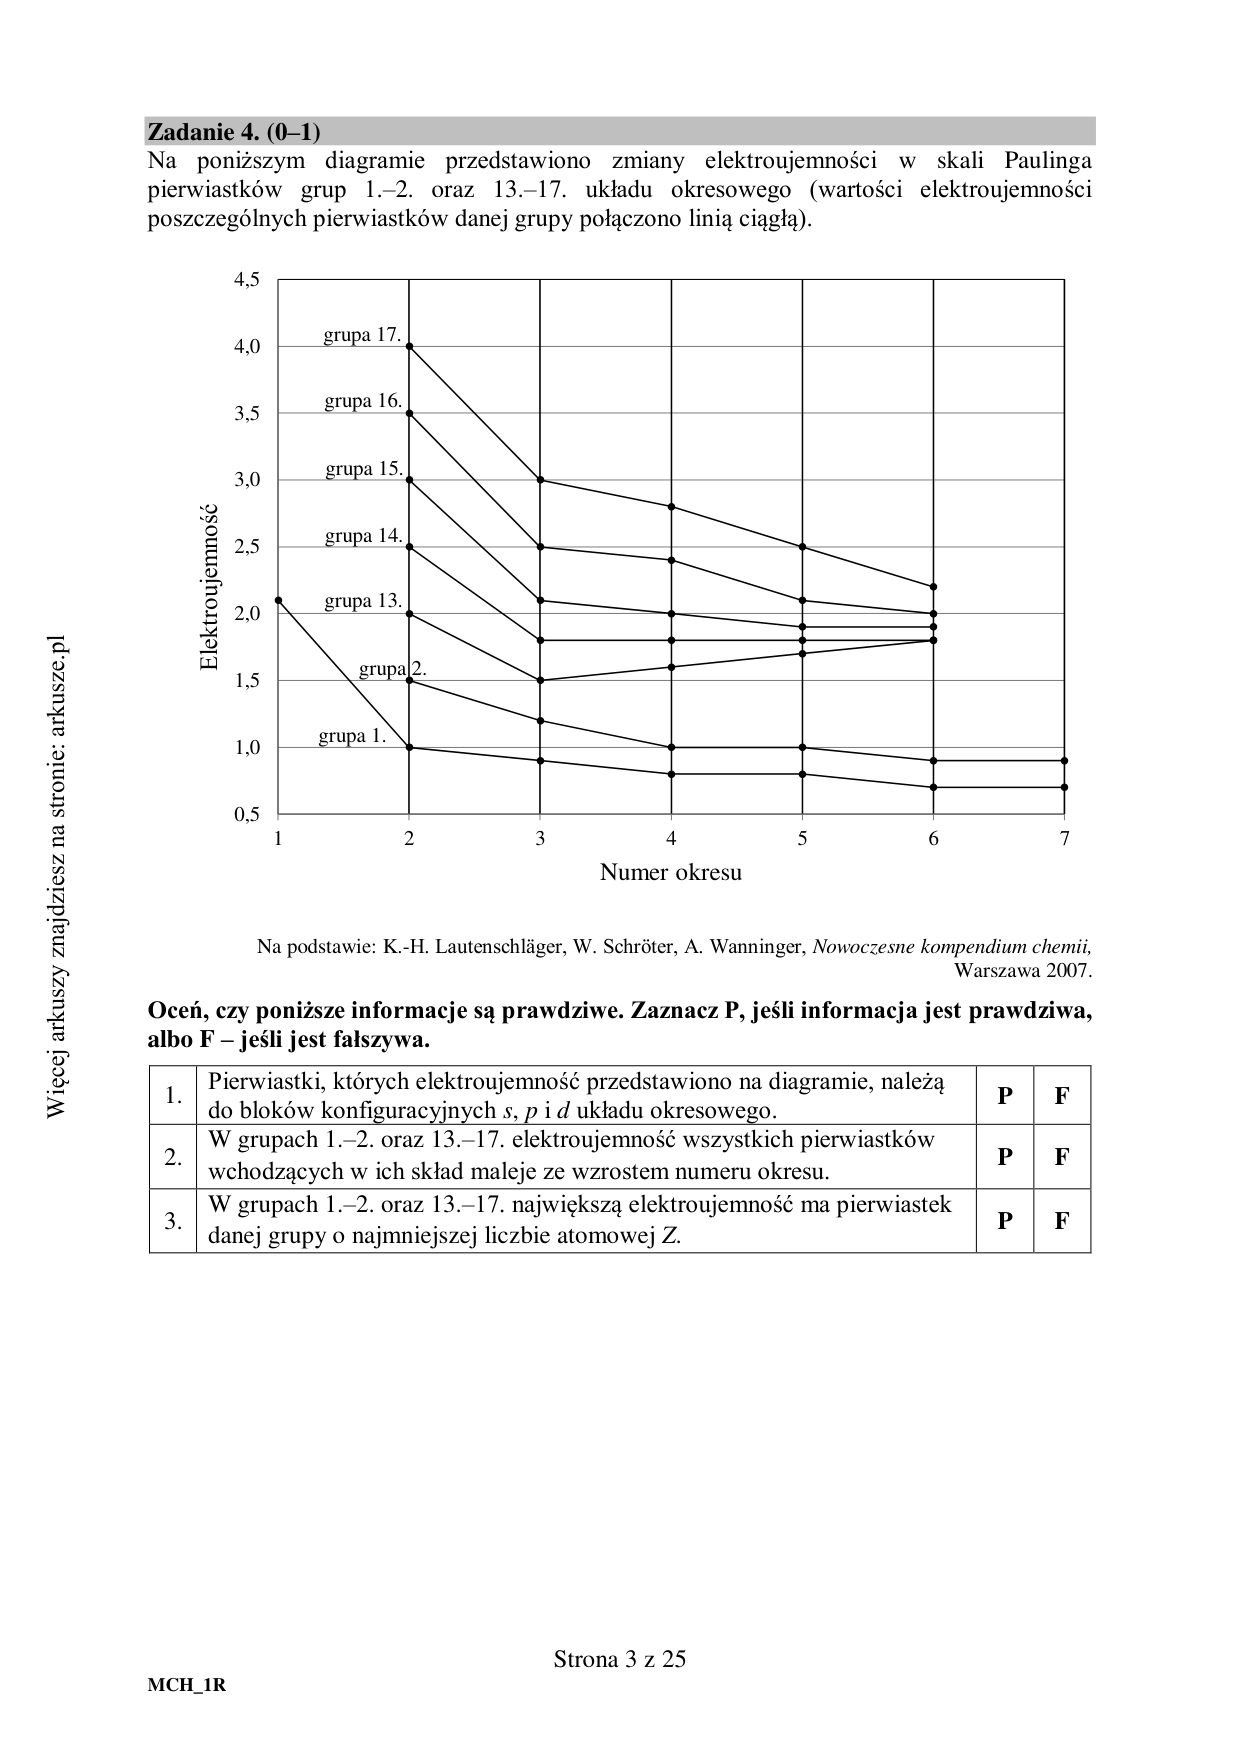 Zadanie 4. (0–1)
Na poniższym diagramie przedstawiono zmiany elektroujemności w skali Paulinga
pierwiastków grup 1.–2. oraz 13.–17. układu okresowego (wartości elektroujemności
poszczególnych pierwiastków danej grupy połączono linią ciągłą).
4,5
4,0
3,5
3,0
2,5
2,0
1,5
1,0
0,5
Elektroujemność
grupa 17.
grupa 16.
grupa 15.
grupa 14.
grupa 13.
grupa 2.
grupa 1.
1 2 3 4 5 6 7
Numer okresu
Na podstawie: K.-H. Lautenschläger, W. Schröter, A. Wanninger, Nowoczesne kompendium chemii,
Warszawa 2007.
Oceń, czy poniższe informacje są prawdziwe. Zaznacz P, jeśli informacja jest prawdziwa,
albo F – jeśli jest fałszywa.
1. Pierwiastki, których elektroujemność przedstawiono na diagramie, należą
do bloków konfiguracyjnych s, p i d układu okresowego. P F
2. W grupach 1.–2. oraz 13.–17. elektroujemność wszystkich pierwiastków
wchodzących w ich skład maleje ze wzrostem numeru okresu. P F
3. W grupach 1.–2. oraz 13.–17. największą elektroujemność ma pierwiastek
danej grupy o najmniejszej liczbie atomowej Z. P F
Więcej arkuszy znajdziesz na stronie: arkusze.pl
Strona 3 z 25
MCH_1R